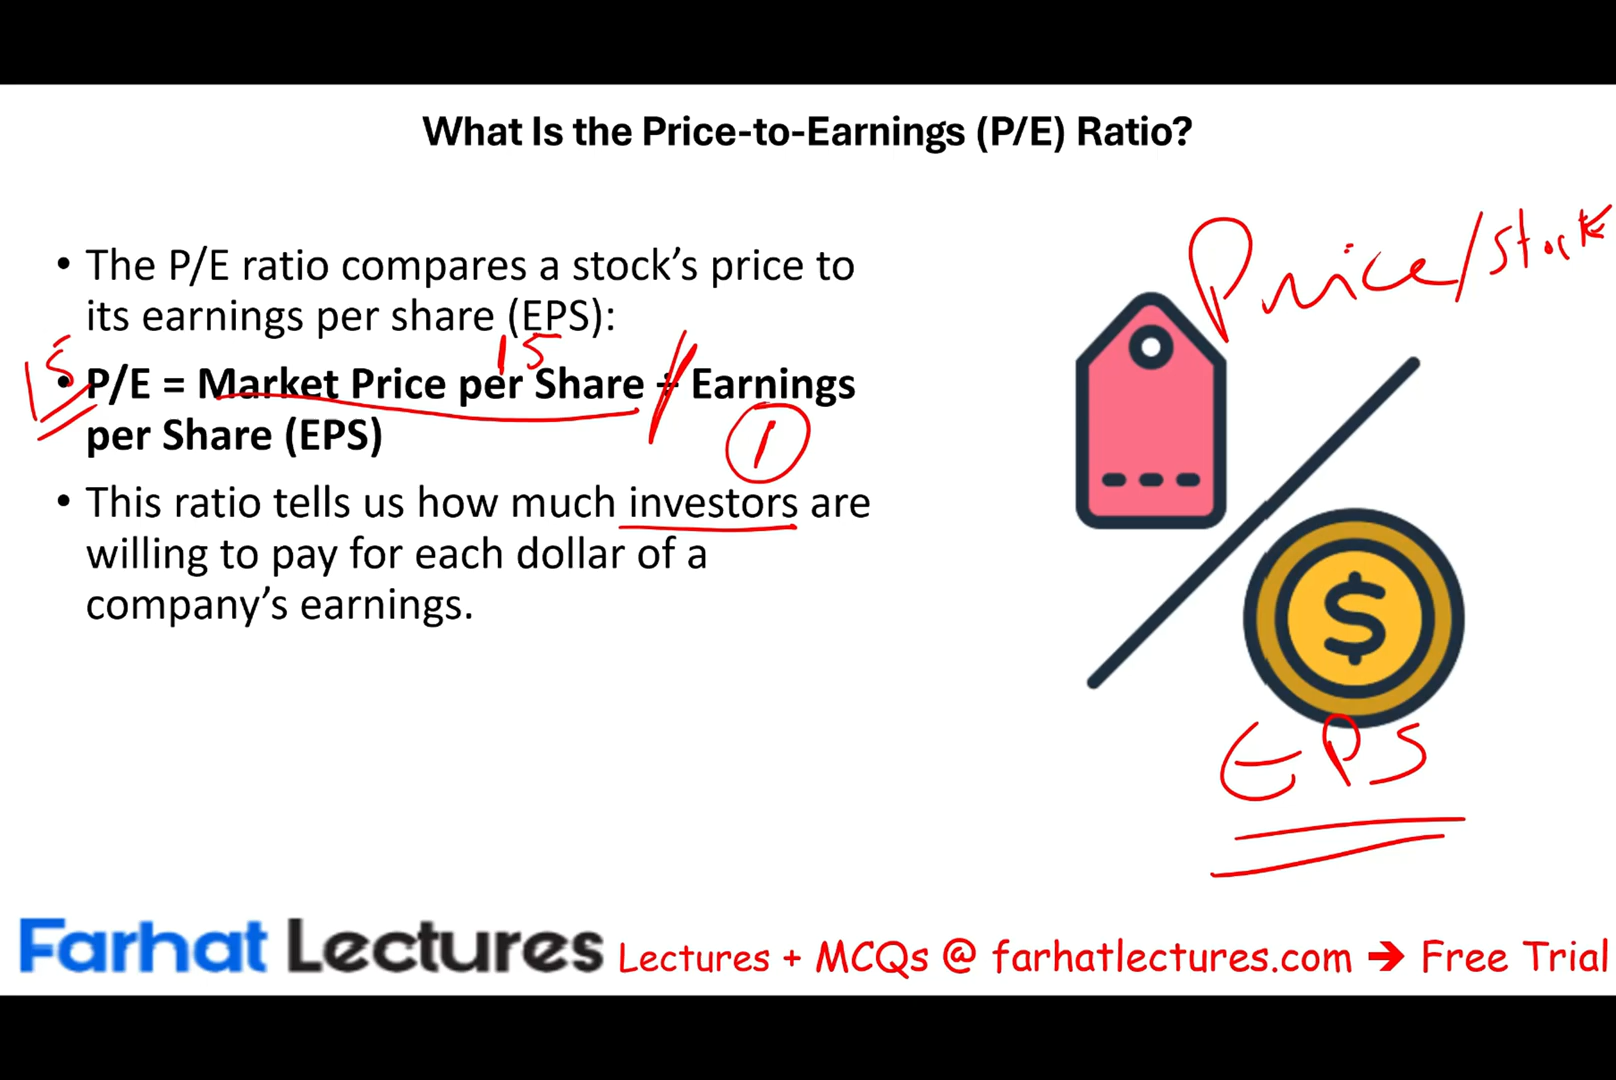 What Is the Price-to-Earnings (P/E) Ratio?
Price/stock
• The P/E ratio compares a stock's price to
its earnings per share (EPS):
15
15
• P/E = Market Price per Share ÷ Earnings
per Share (EPS)
1
• This ratio tells us how much investors are
willing to pay for each dollar of a
company's earnings.
$
EPS
Farhat Lectures Lectures + MCQs @ farhatlectures.com ➔ Free Trial